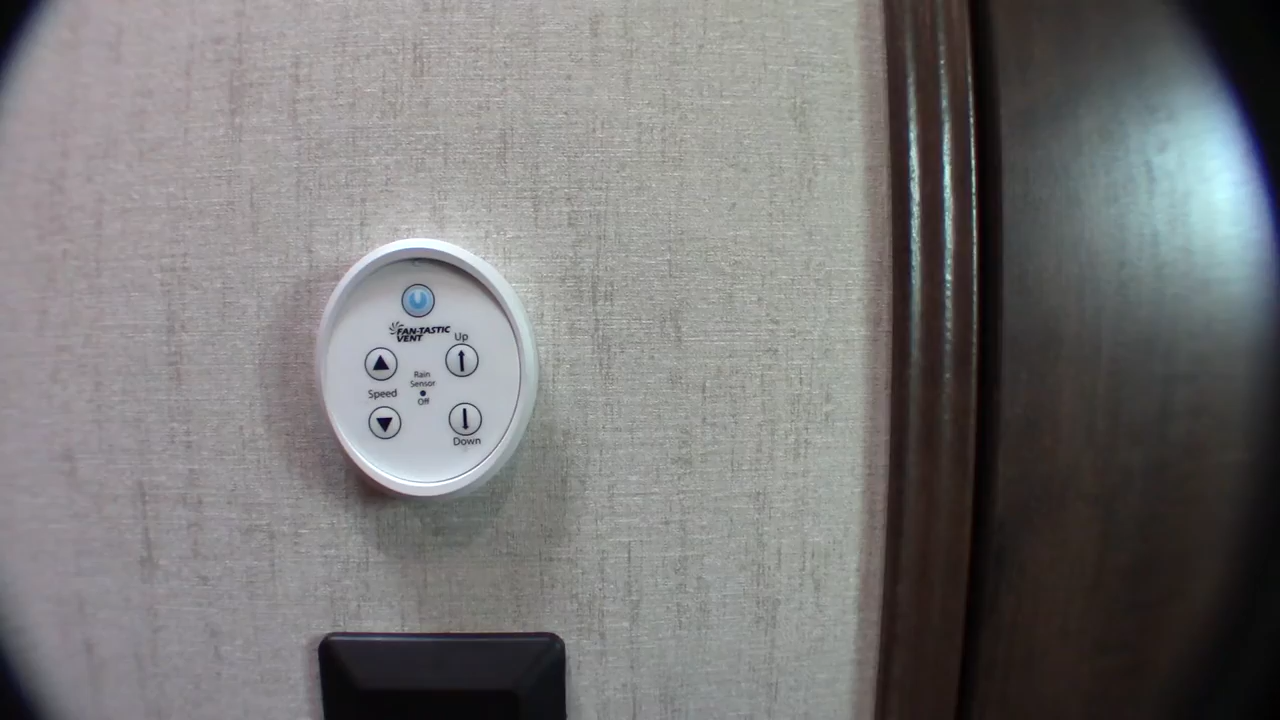 FAN-TASTIC
VENT
Up
Speed
Rain
Sensor
Off
Down